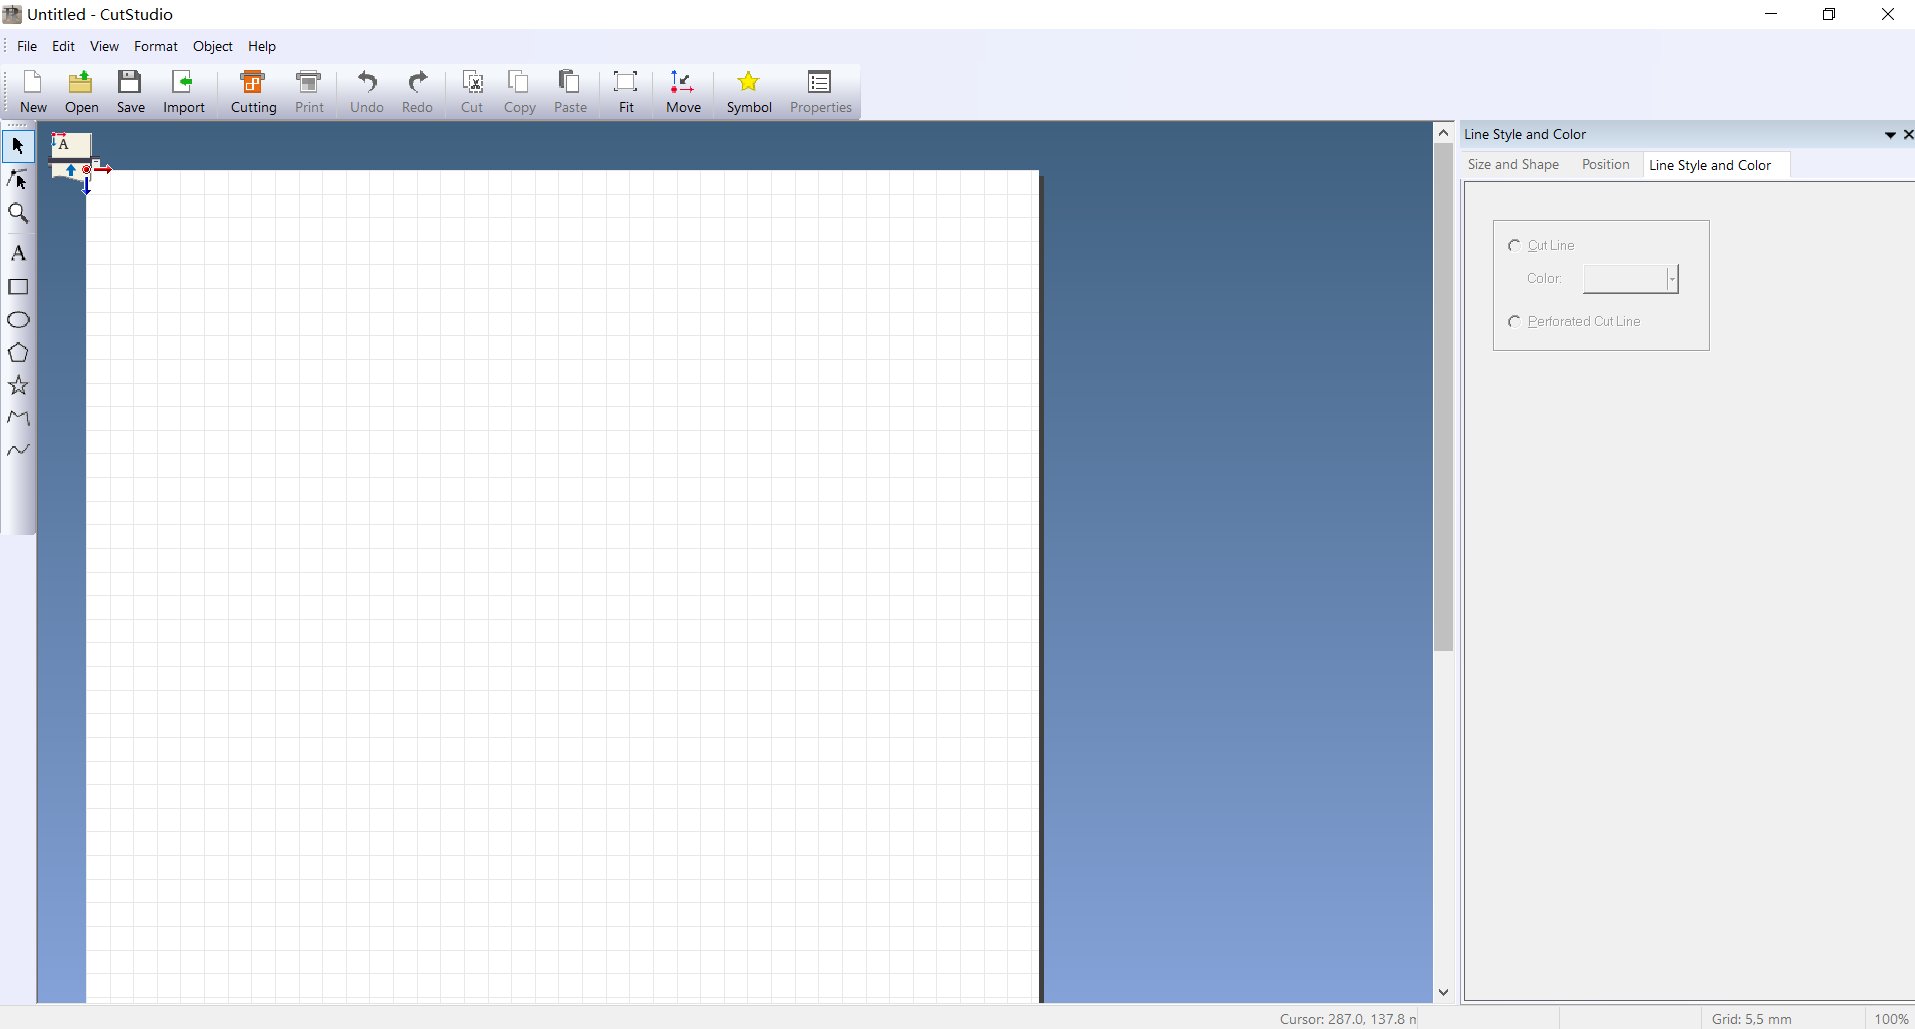 Untitled - CutStudio
File Edit View Format Object Help
New Open Save Import Cutting Print Undo Redo Cut Copy Paste Fit Move Symbol Properties
A
A
Line Style and Color
Size and Shape Position Line Style and Color
Cut Line
Color:
Perforated Cut Line
Cursor: 287.0, 137.8 m Grid: 5,5 mm 100%